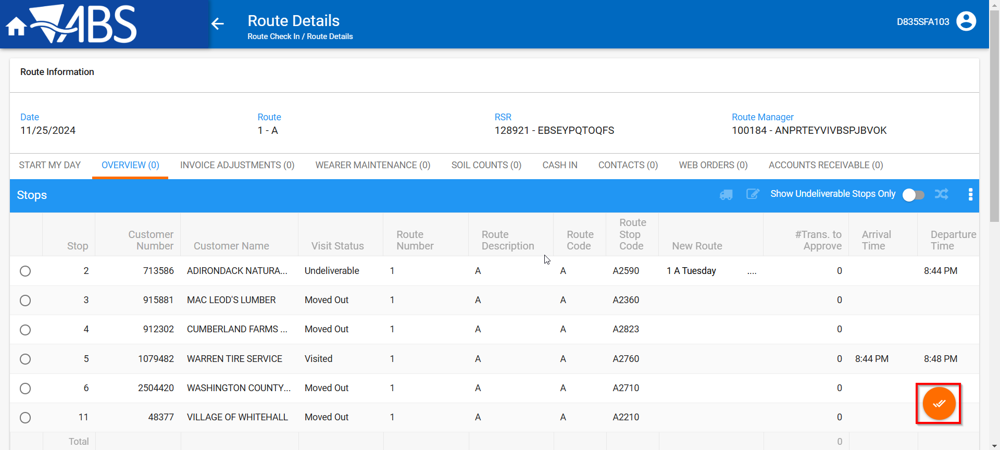 ABS
Route Details
Route Check In / Route Details
D835SFA103
Route Information
Date
11/25/2024
Route
1 - A
RSR
128921 - EBSEYPQTOQFS
Route Manager
100184 - ANPRTEYVIVBSPJBVOK
START MY DAY OVERVIEW (0) INVOICE ADJUSTMENTS (0) WEARER MAINTENANCE (0) SOIL COUNTS (0) CASH IN CONTACTS (0) WEB ORDERS (0) ACCOUNTS RECEIVABLE (0)
Stops Show Undeliverable Stops Only
Stop
Customer
Number
Customer Name
Visit Status
Route
Number
Route
Description
Route
Code
Route
Stop
Code
New Route
#Trans. to
Approve
Arrival
Time
Departure
Time
2 713586 ADIRONDACK NATURA... Undeliverable 1 A A A2590 1 A Tuesday .... 0 8:44 PM
3 915881 MAC LEOD'S LUMBER Moved Out 1 A A A2360 0
4 912302 CUMBERLAND FARMS ... Moved Out 1 A A A2823 0
5 1079482 WARREN TIRE SERVICE Visited 1 A A A2760 0 8:44 PM 8:48 PM
6 2504420 WASHINGTON COUNTY... Moved Out 1 A A A2710 0
11 48377 VILLAGE OF WHITEHALL Moved Out 1 A A A2210 0
Total 0